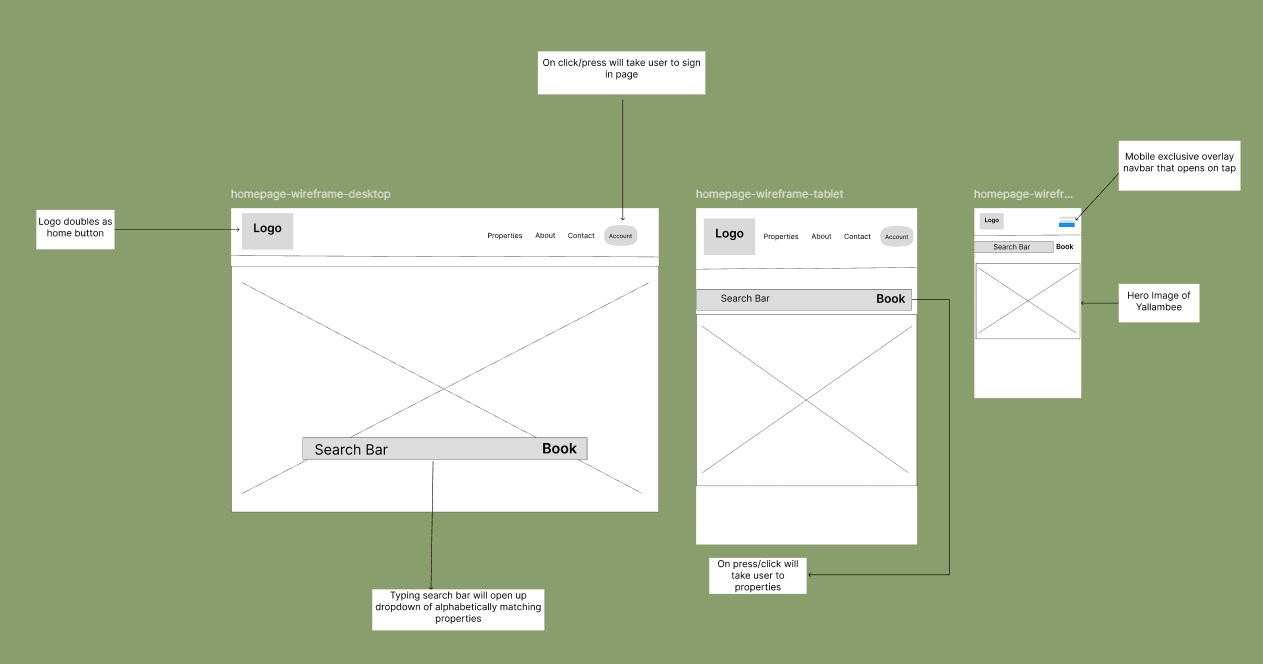 On click/press will take user to sign
in page
Mobile exclusive overlay
navbar that opens on tap
homepage-wireframe-desktop
homepage-wireframe-tablet
homepage-wirefr...
Logo doubles as
home button
Logo
Properties
About
Contact
Account
Logo
Properties
About
Contact
Account
Logo
Search Bar
Book
Search Bar
Book
Hero Image of
Yallambee
Search Bar
Book
On press/click will
take user to
properties
Typing search bar will open up
dropdown of alphabetically matching
properties